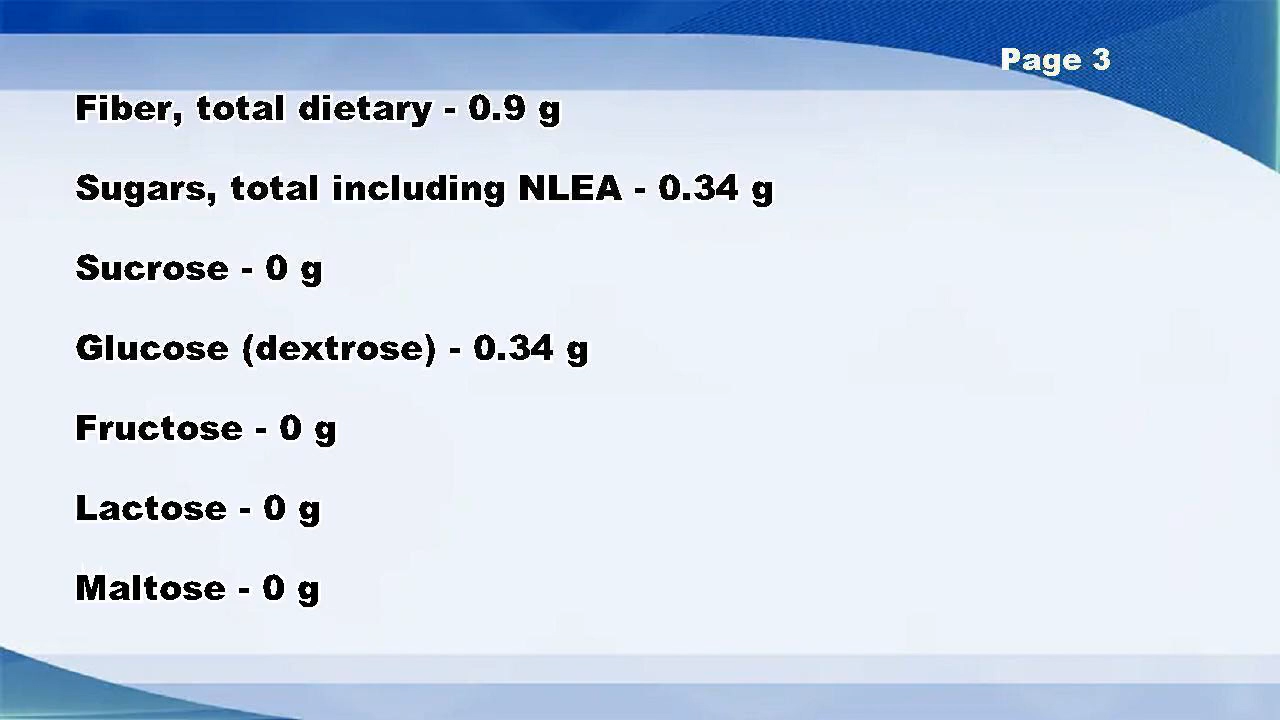 Page 3
Fiber, total dietary - 0.9 g
Sugars, total including NLEA - 0.34 g
Sucrose - 0 g
Glucose (dextrose) - 0.34 g
Fructose - 0 g
Lactose - 0 g
Maltose - 0 g